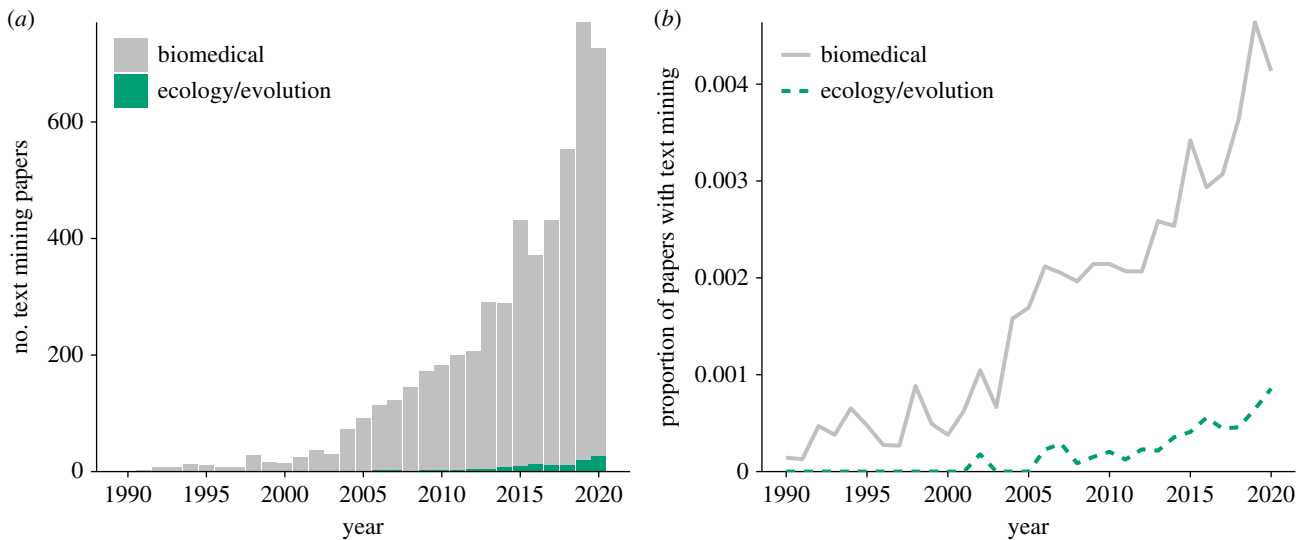 (a)
biomedical
ecology/evolution
no. text mining papers
600
400
200
0
1990 1995 2000 2005 2010 2015 2020
year
(b)
biomedical
ecology/evolution
proportion of papers with text mining
0.004
0.003
0.002
0.001
0
1990 1995 2000 2005 2010 2015 2020
year